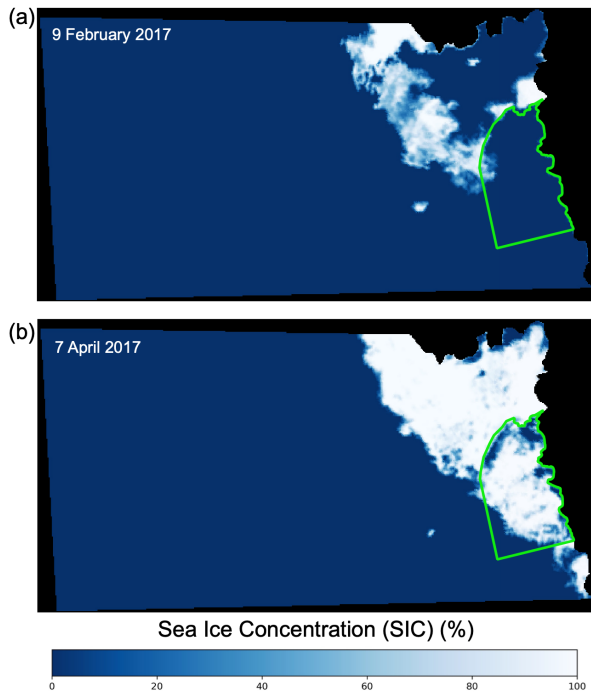 (a)
9 February 2017
(b)
7 April 2017
Sea Ice Concentration (SIC) (%)
0 20 40 60 80 100